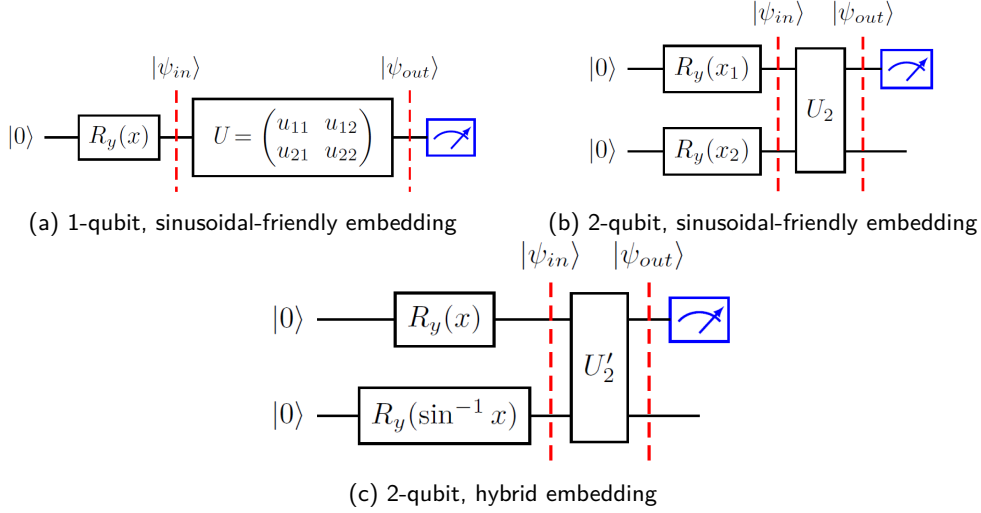 |ψ_in⟩ |ψ_out⟩
|0⟩ R_y(x) U = (u_11 u_12
u_21 u_22)
(a) 1-qubit, sinusoidal-friendly embedding
|ψ_in⟩ |ψ_out⟩
|0⟩ R_y(x_1) U_2
|0⟩ R_y(x_2)
(b) 2-qubit, sinusoidal-friendly embedding
|ψ_in⟩ |ψ_out⟩
|0⟩ R_y(x) U_2′
|0⟩ R_y(sin⁻¹ x)
(c) 2-qubit, hybrid embedding